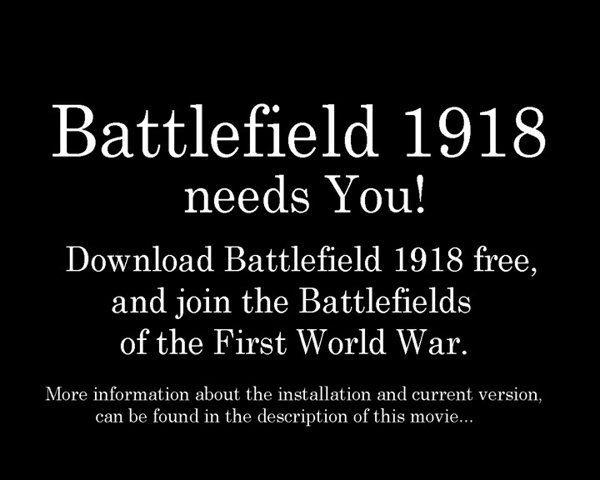 Battlefield 1918
needs You!
Download Battlefield 1918 free,
and join the Battlefields
of the First World War.
More information about the installation and current version,
can be found in the description of this movie...